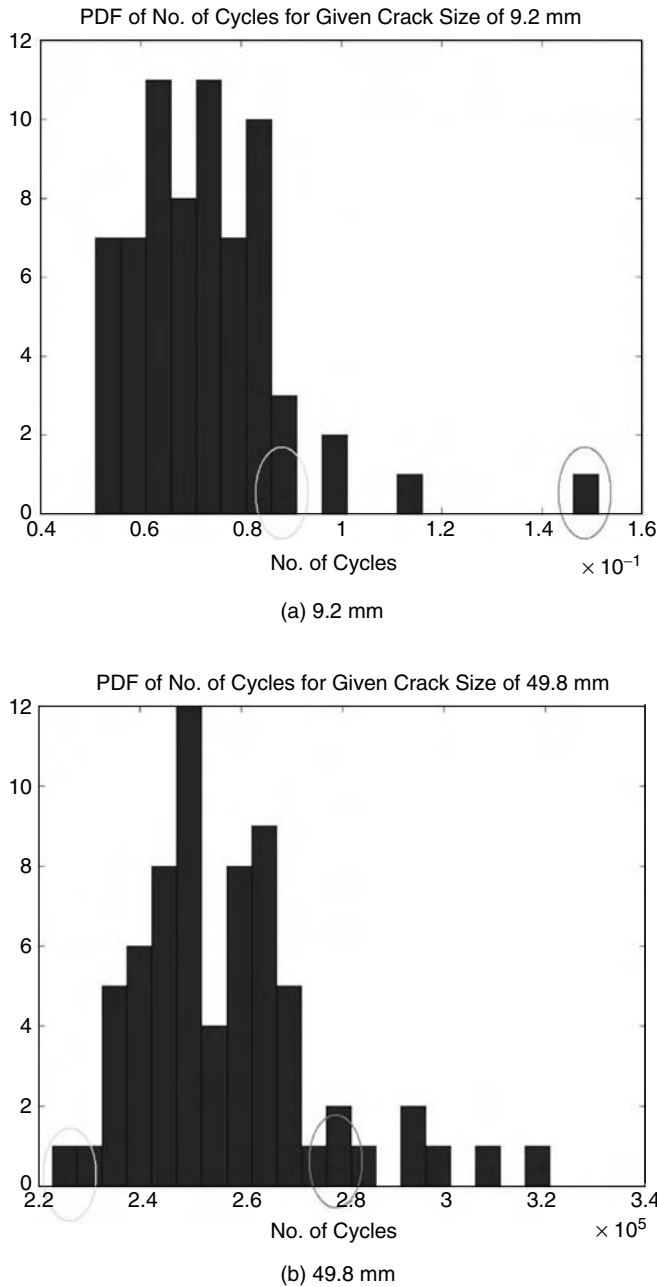 PDF of No. of Cycles for Given Crack Size of 9.2 mm
12
10
8
6
4
2
0
0.4 0.6 0.8 1 1.2 1.4 1.6
No. of Cycles × 10⁻¹
(a) 9.2 mm
PDF of No. of Cycles for Given Crack Size of 49.8 mm
12
10
8
6
4
2
0
2.2 2.4 2.6 2.8 3 3.2 3.4
No. of Cycles × 10⁵
(b) 49.8 mm